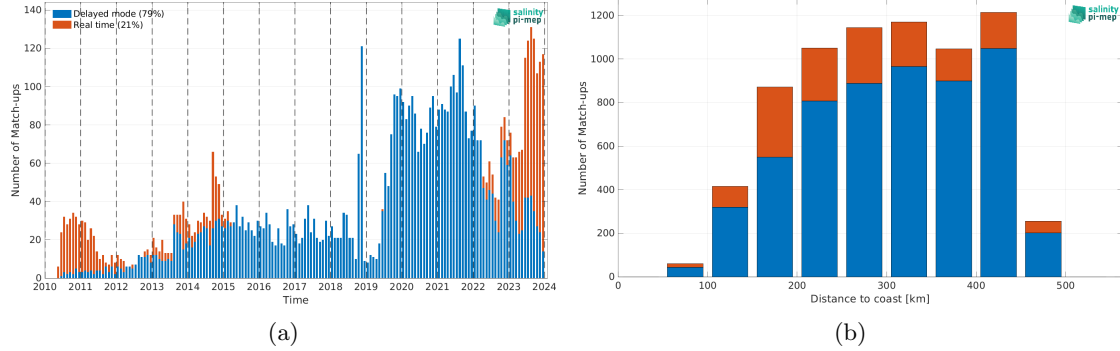 Delayed mode (79%)
Real time (21%)
salinity
pi-mep
Number of Match-ups
140
120
100
80
60
40
20
0
2010 2011 2012 2013 2014 2015 2016 2017 2018 2019 2020 2021 2022 2023 2024
Time
(a)
salinity
pi-mep
Number of Match-ups
1200
1000
800
600
400
200
0
0 100 200 300 400 500
Distance to coast [km]
(b)